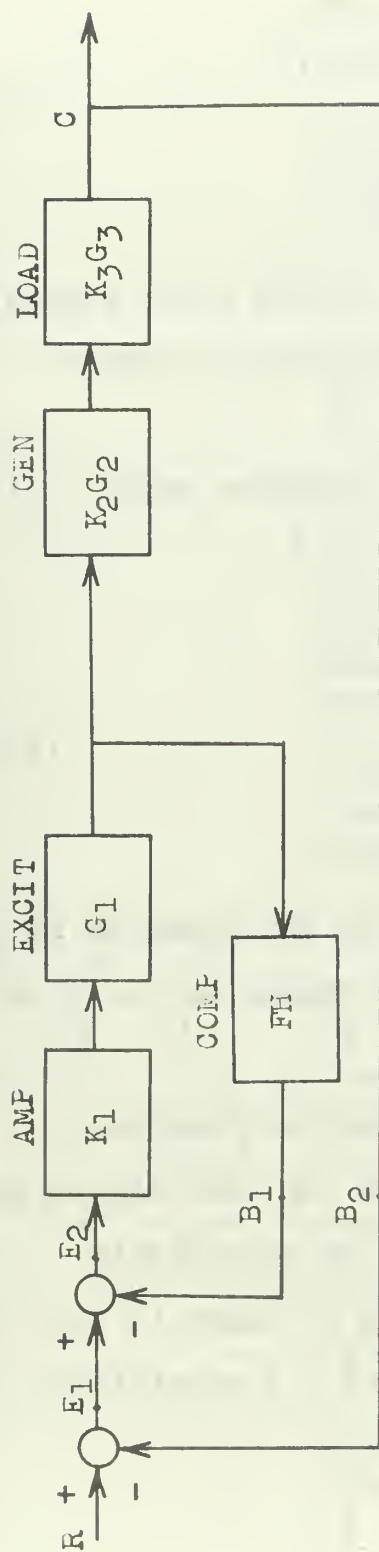 AMP EXCIT GEN LOAD
R + E₁ + E₂ K₁ G₁ K₂G₂ K₃G₃ C
- -
COMP
B₁ FH
B₂